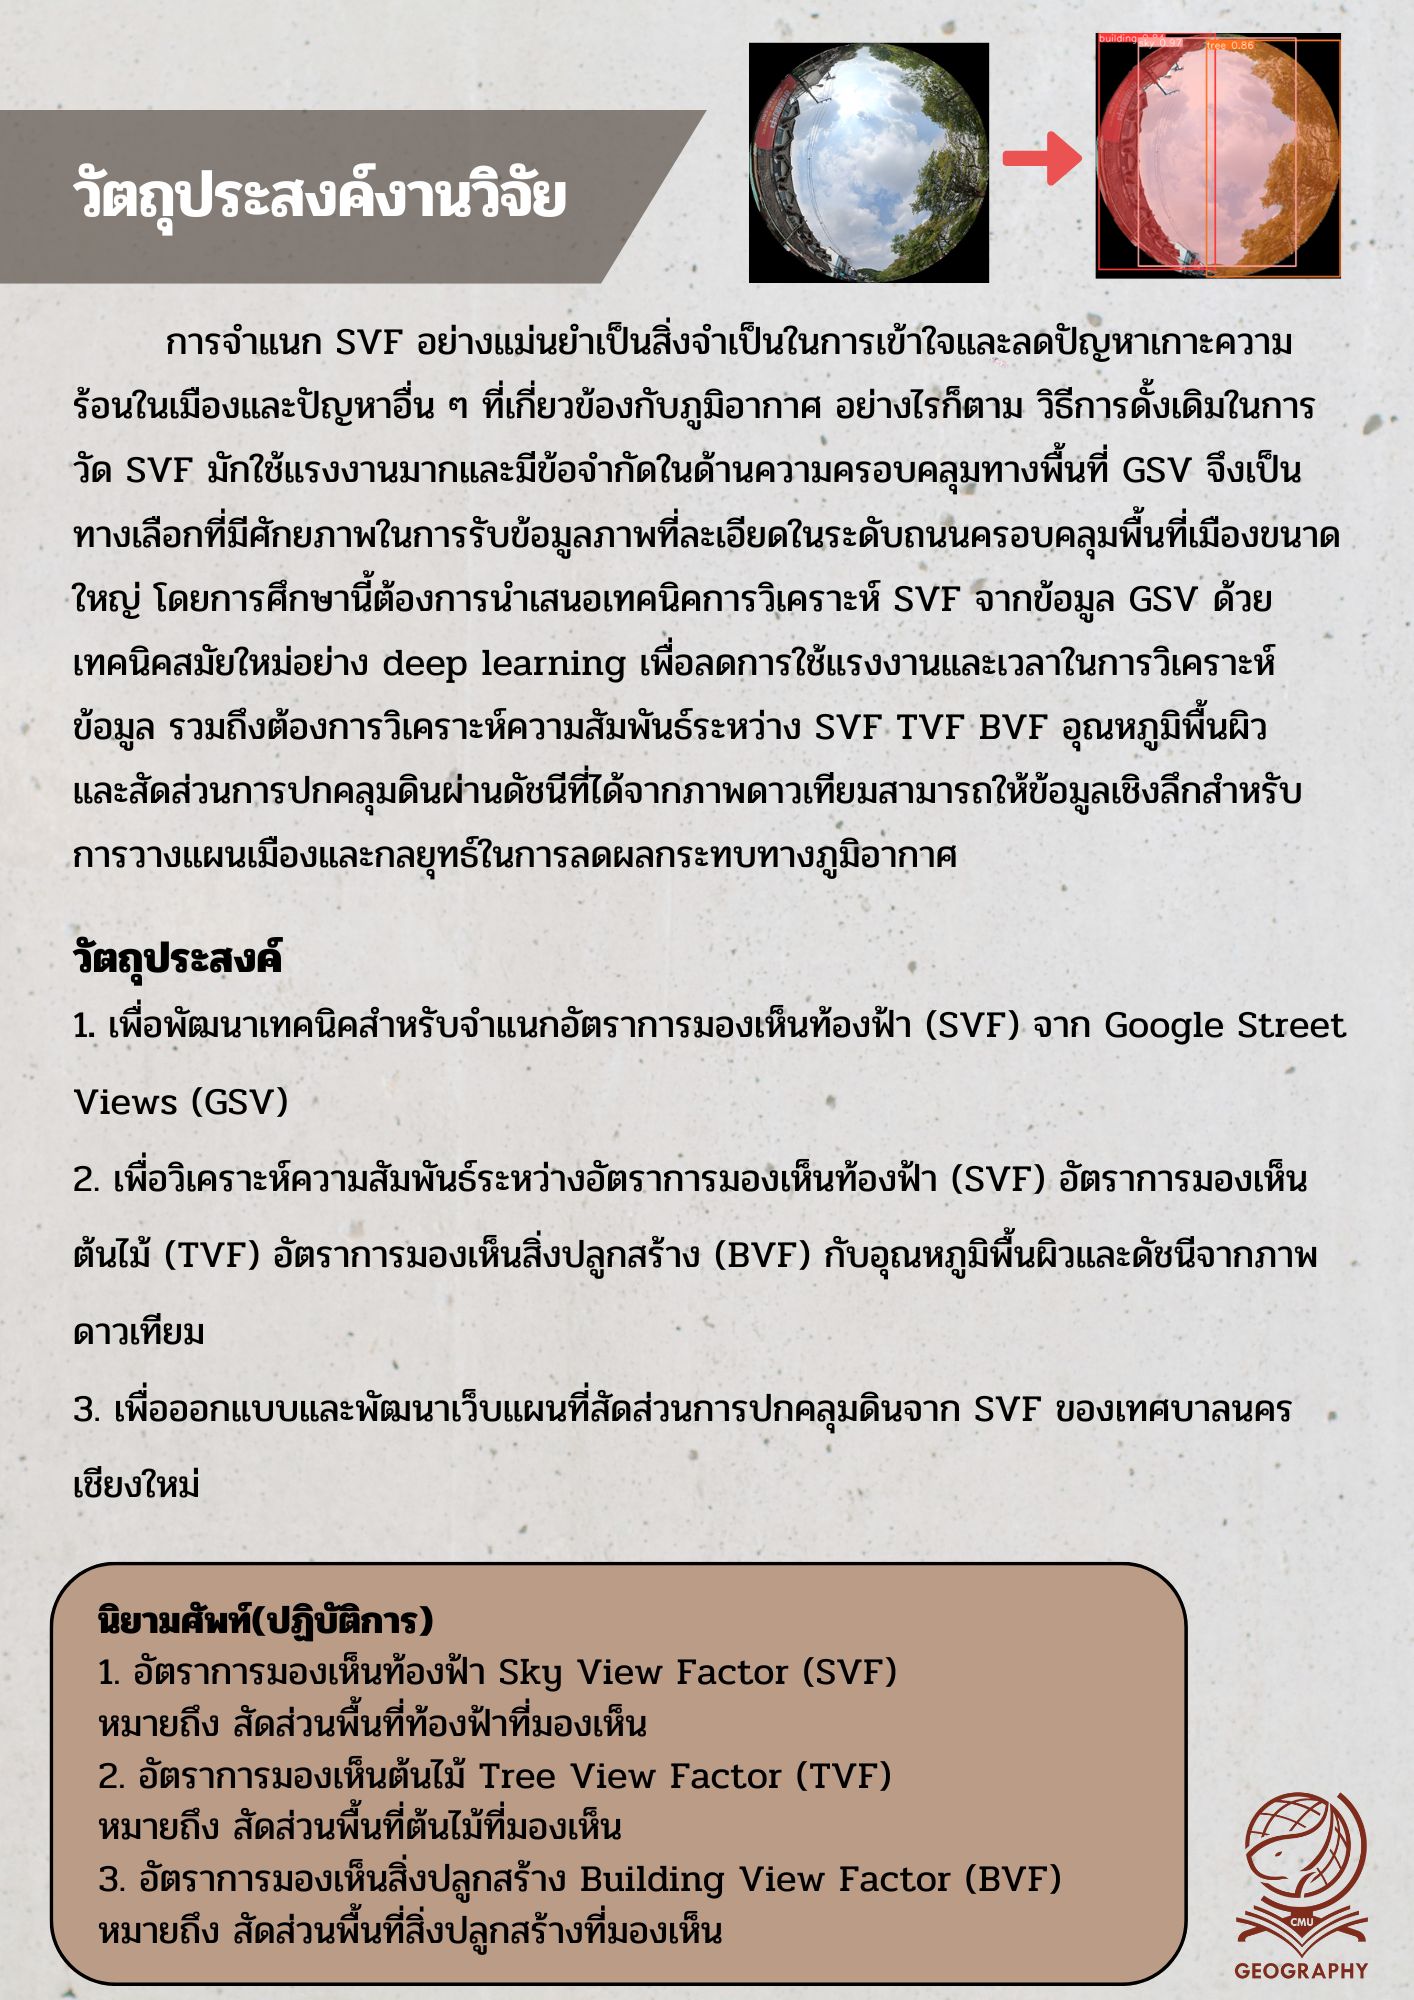 building
sky 0.97
tree 0.86
วัตถุประสงค์งานวิจัย
การจำแนก SVF อย่างแม่นยำเป็นสิ่งจำเป็นในการเข้าใจและลดปัญหาเกาะความ
ร้อนในเมืองและปัญหาอื่น ๆ ที่เกี่ยวข้องกับภูมิอากาศ อย่างไรก็ตาม วิธีการดั้งเดิมในการ
วัด SVF มักใช้แรงงานมากและมีข้อจำกัดในด้านความครอบคลุมทางพื้นที่ GSV จึงเป็น
ทางเลือกที่มีศักยภาพในการรับข้อมูลภาพที่ละเอียดในระดับถนนครอบคลุมพื้นที่เมืองขนาด
ใหญ่ โดยการศึกษานี้ต้องการนำเสนอเทคนิคการวิเคราะห์ SVF จากข้อมูล GSV ด้วย
เทคนิคสมัยใหม่อย่าง deep learning เพื่อลดการใช้แรงงานและเวลาในการวิเคราะห์
ข้อมูล รวมถึงต้องการวิเคราะห์ความสัมพันธ์ระหว่าง SVF TVF BVF อุณหภูมิพื้นผิว
และสัดส่วนการปกคลุมดินผ่านดัชนีที่ได้จากภาพดาวเทียมสามารถให้ข้อมูลเชิงลึกสำหรับ
การวางแผนเมืองและกลยุทธ์ในการลดผลกระทบทางภูมิอากาศ
วัตถุประสงค์
1. เพื่อพัฒนาเทคนิคสำหรับจำแนกอัตราการมองเห็นท้องฟ้า (SVF) จาก Google Street
Views (GSV)
2. เพื่อวิเคราะห์ความสัมพันธ์ระหว่างอัตราการมองเห็นท้องฟ้า (SVF) อัตราการมองเห็น
ต้นไม้ (TVF) อัตราการมองเห็นสิ่งปลูกสร้าง (BVF) กับอุณหภูมิพื้นผิวและดัชนีจากภาพ
ดาวเทียม
3. เพื่อออกแบบและพัฒนาเว็บแผนที่สัดส่วนการปกคลุมดินจาก SVF ของเทศบาลนคร
เชียงใหม่
นิยามศัพท์(ปฏิบัติการ)
1. อัตราการมองเห็นท้องฟ้า Sky View Factor (SVF)
หมายถึง สัดส่วนพื้นที่ท้องฟ้าที่มองเห็น
2. อัตราการมองเห็นต้นไม้ Tree View Factor (TVF)
หมายถึง สัดส่วนพื้นที่ต้นไม้ที่มองเห็น
3. อัตราการมองเห็นสิ่งปลูกสร้าง Building View Factor (BVF)
หมายถึง สัดส่วนพื้นที่สิ่งปลูกสร้างที่มองเห็น
CMU
GEOGRAPHY